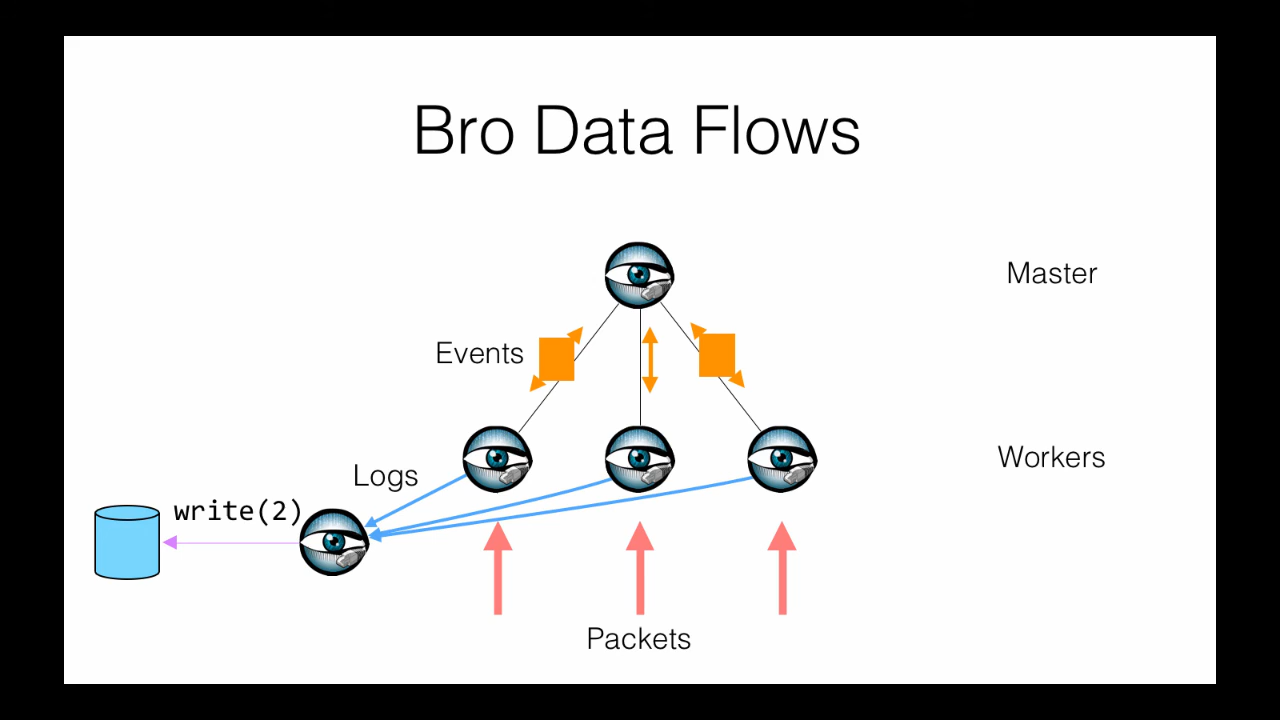 Bro Data Flows
Master
Events
Workers
Logs
write(2)
Packets